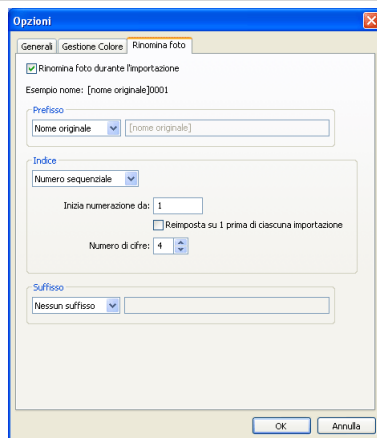 Opzioni
Generali Gestione Colore Rinomina foto
Rinomina foto durante l'importazione
Esempio nome: [nome originale]0001
Prefisso
Nome originale [nome originale]
Indice
Numero sequenziale
Inizia numerazione da: 1
Reimposta su 1 prima di ciascuna importazione
Numero di cifre: 4
Suffisso
Nessun suffisso
OK Annulla